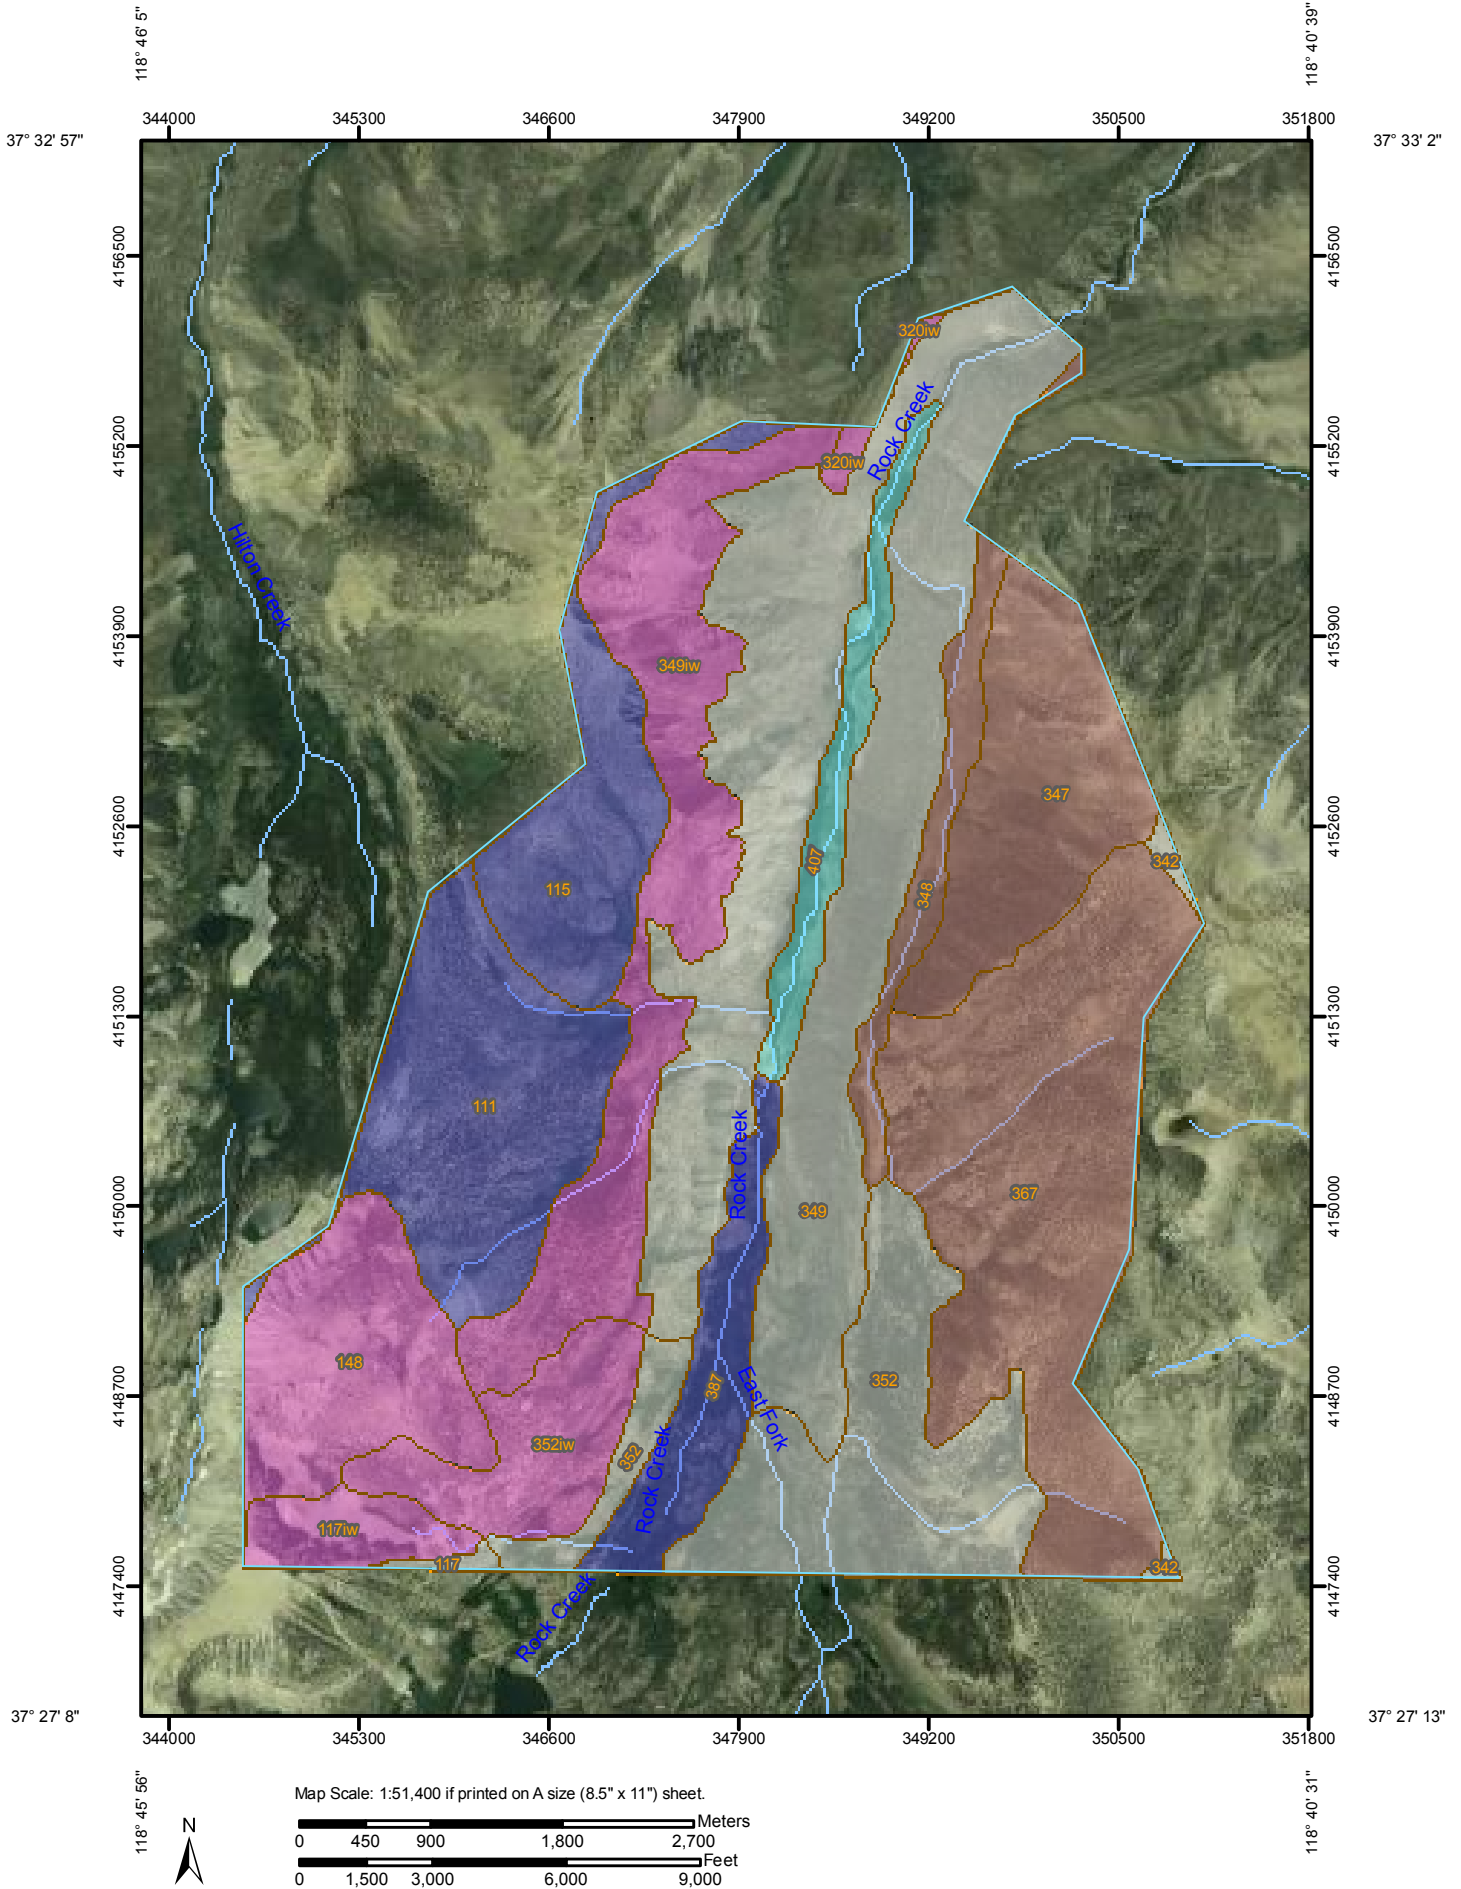 118° 46' 5"
118° 40' 39"
344000 345300 346600 347900 349200 350500 351800
37° 32' 57"
37° 33' 2"
4156500
4156500
320iw
Rock Creek
4155200
4155200
320iw
Hilton Creek
4153900
4153900
349iw
347
4152600
4152600
407
342
115
348
4151300
4151300
111
Rock Creek
367
4150000
4150000
349
148
352
387
4148700
4148700
East Fork
352iw
352
Rock Creek
117iw
117
342
4147400
4147400
Rock Creek
37° 27' 8"
37° 27' 13"
344000 345300 346600 347900 349200 350500 351800
118° 45' 56"
118° 40' 31"
Map Scale: 1:51,400 if printed on A size (8.5" x 11") sheet.
N
Meters
0 450 900 1,800 2,700
Feet
0 1,500 3,000 6,000 9,000